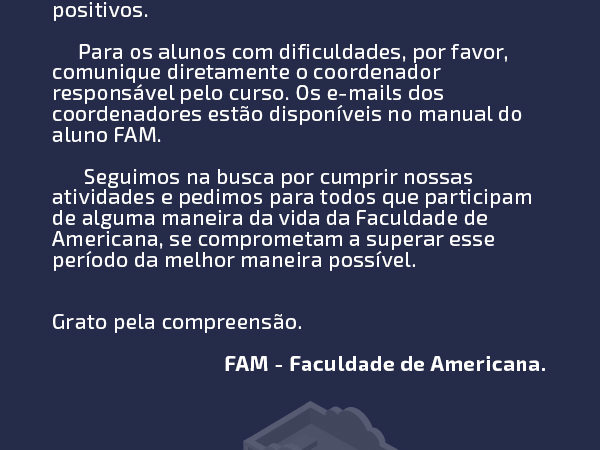 positivos.
Para os alunos com dificuldades, por favor,
comunique diretamente o coordenador
responsável pelo curso. Os e-mails dos
coordenadores estão disponíveis no manual do
aluno FAM.
Seguimos na busca por cumprir nossas
atividades e pedimos para todos que participam
de alguma maneira da vida da Faculdade de
Americana, se comprometam a superar esse
período da melhor maneira possível.
Grato pela compreensão.
FAM - Faculdade de Americana.